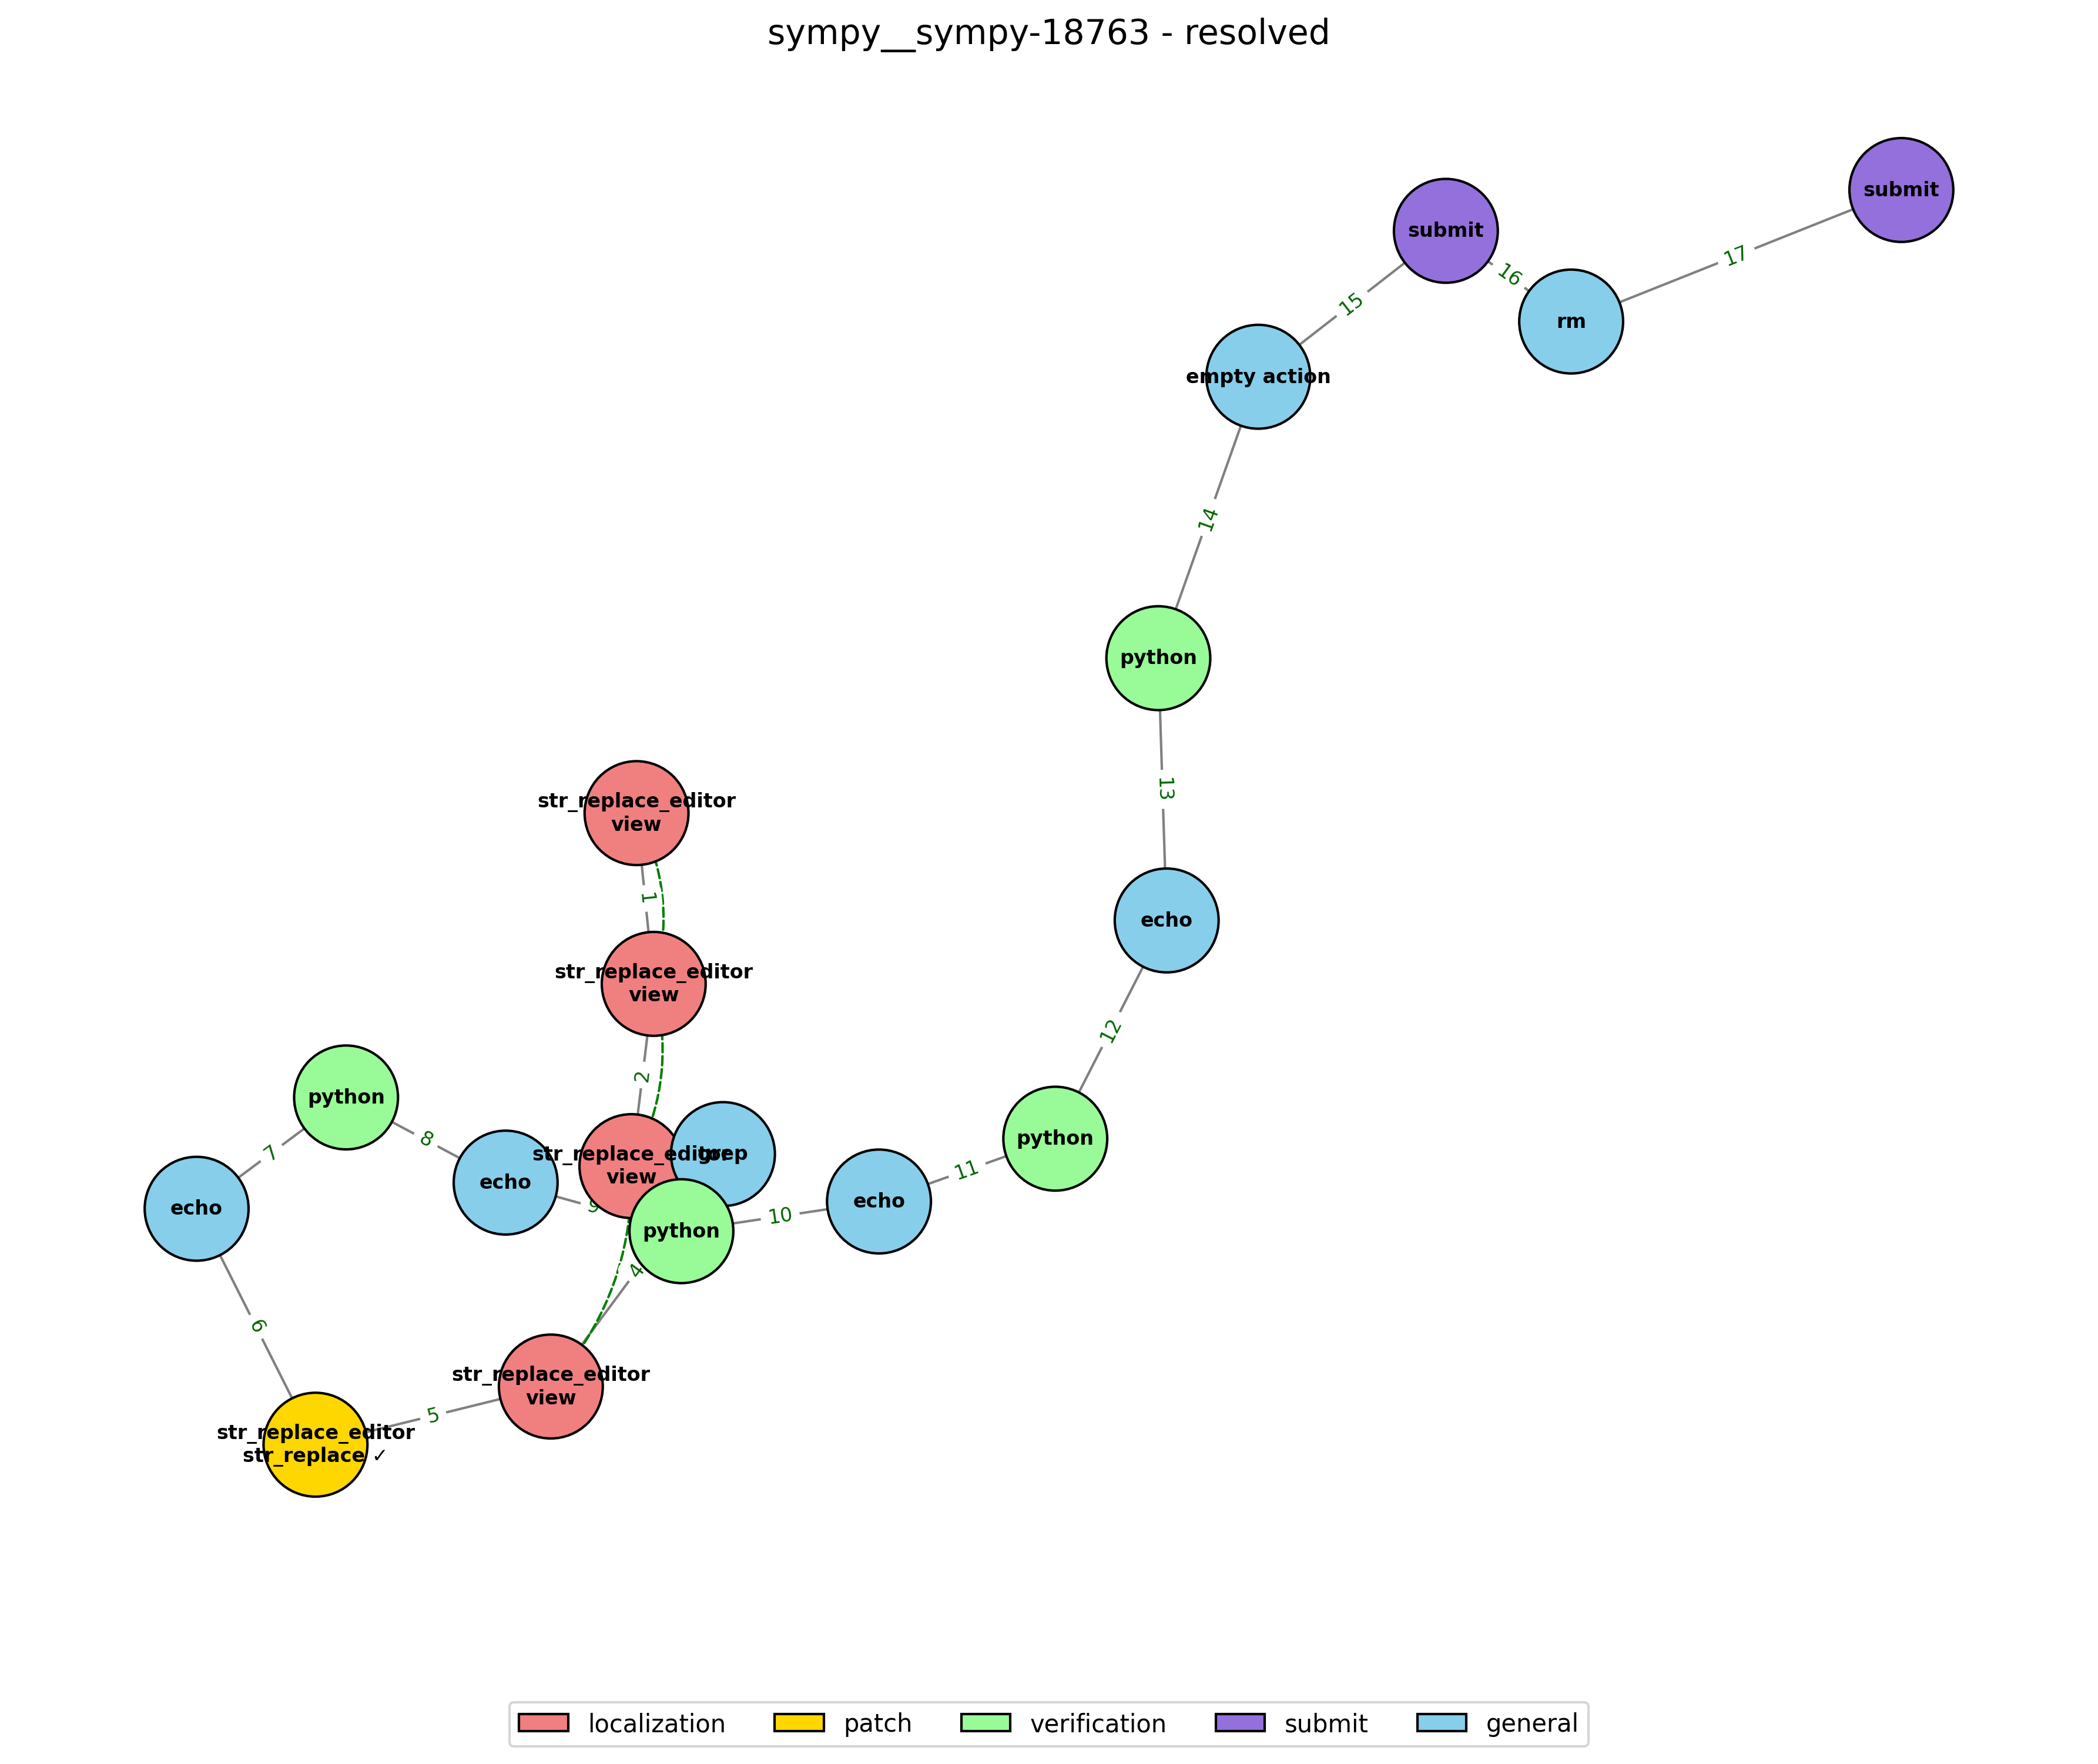 sympy__sympy-18763 - resolved
submit
submit
17
16
rm
15
empty action
14
python
13
str_replace_editor
view
1
echo
str_replace_editor
view
12
2
python
python
8
7
str_replace_editor
view
grep
echo
echo
11
echo
9
python
10
4
6
str_replace_editor
view
5
str_replace_editor
str_replace ✓
localization
patch
verification
submit
general